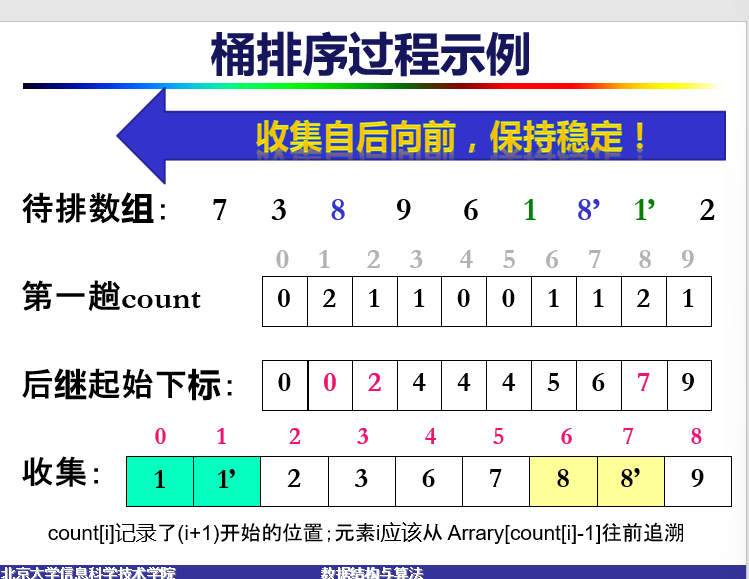 桶排序过程示例
收集自后向前，保持稳定！
待排数组: 7 3 8 9 6 1 8’ 1’ 2
0 1 2 3 4 5 6 7 8 9
第一趟count 0 2 1 1 0 0 1 1 2 1
后继起始下标: 0 0 2 4 4 4 5 6 7 9
0 1 2 3 4 5 6 7 8
收集: 1 1’ 2 3 6 7 8 8’ 9
count[i]记录了(i+1)开始的位置;元素i应该从 Arrary[count[i]-1]往前追溯
北京大学信息科学技术学院 数据结构与算法